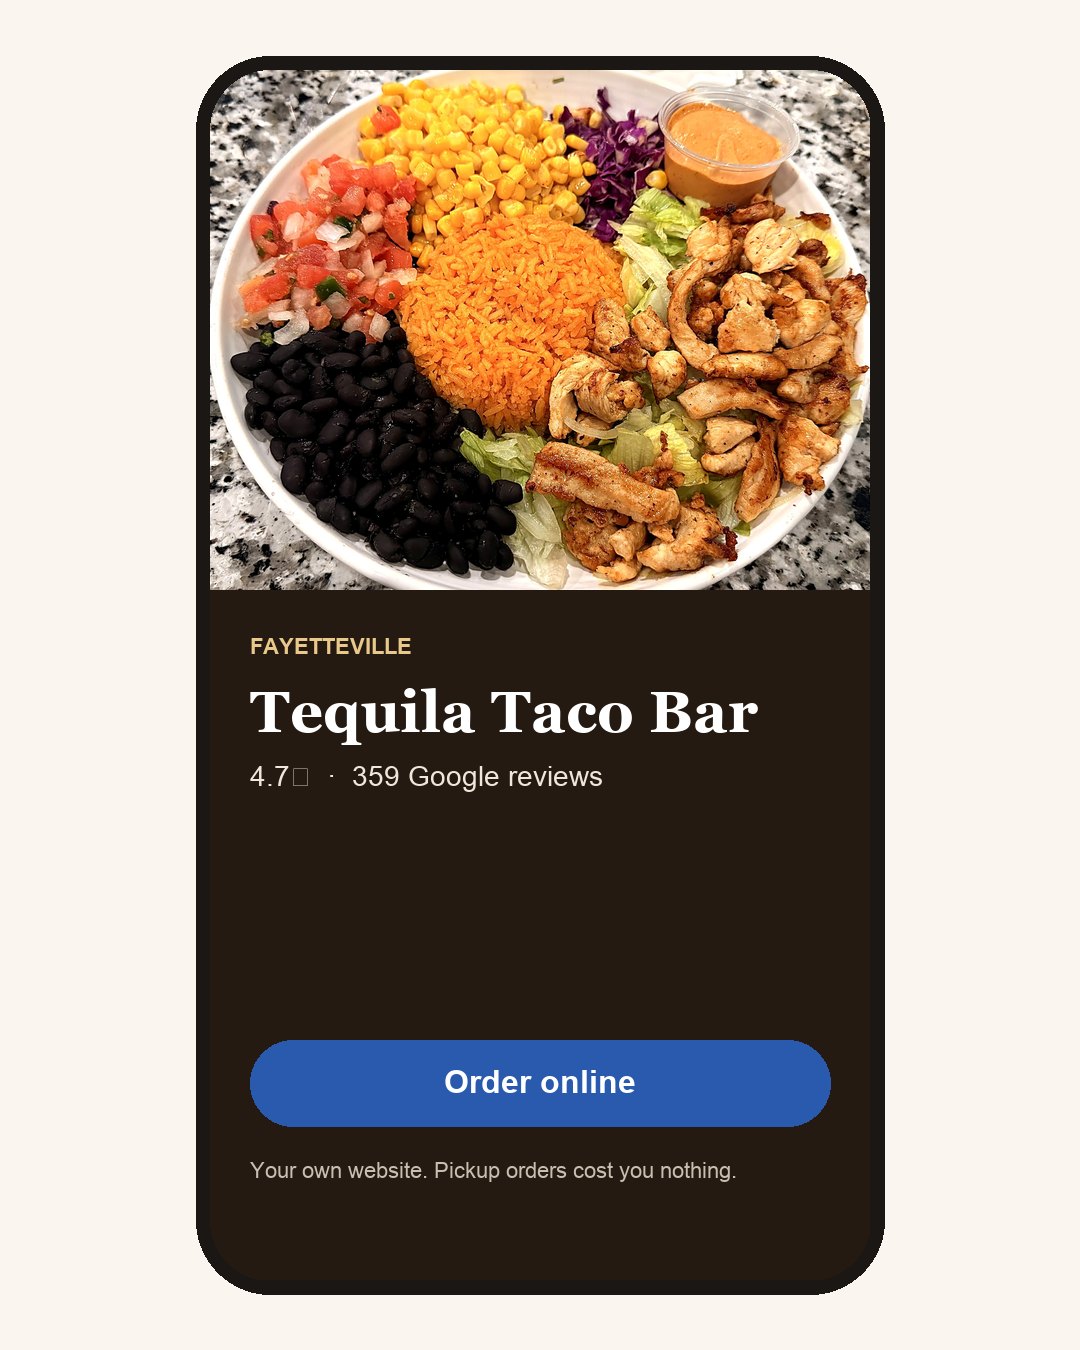 FAYETTEVILLE
Tequila Taco Bar
4.7□ · 359 Google reviews
Order online
Your own website. Pickup orders cost you nothing.